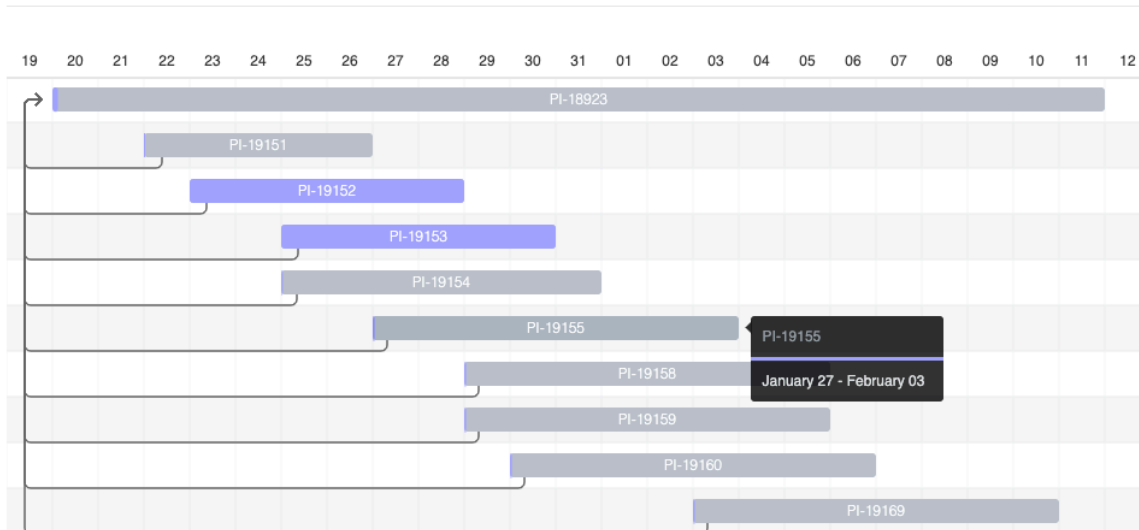 19 20 21 22 23 24 25 26 27 28 29 30 31 01 02 03 04 05 06 07 08 09 10 11 12
PI-18923
PI-19151
PI-19152
PI-19153
PI-19154
PI-19155
PI-19155
January 27 - February 03
PI-19158
PI-19159
PI-19160
PI-19169